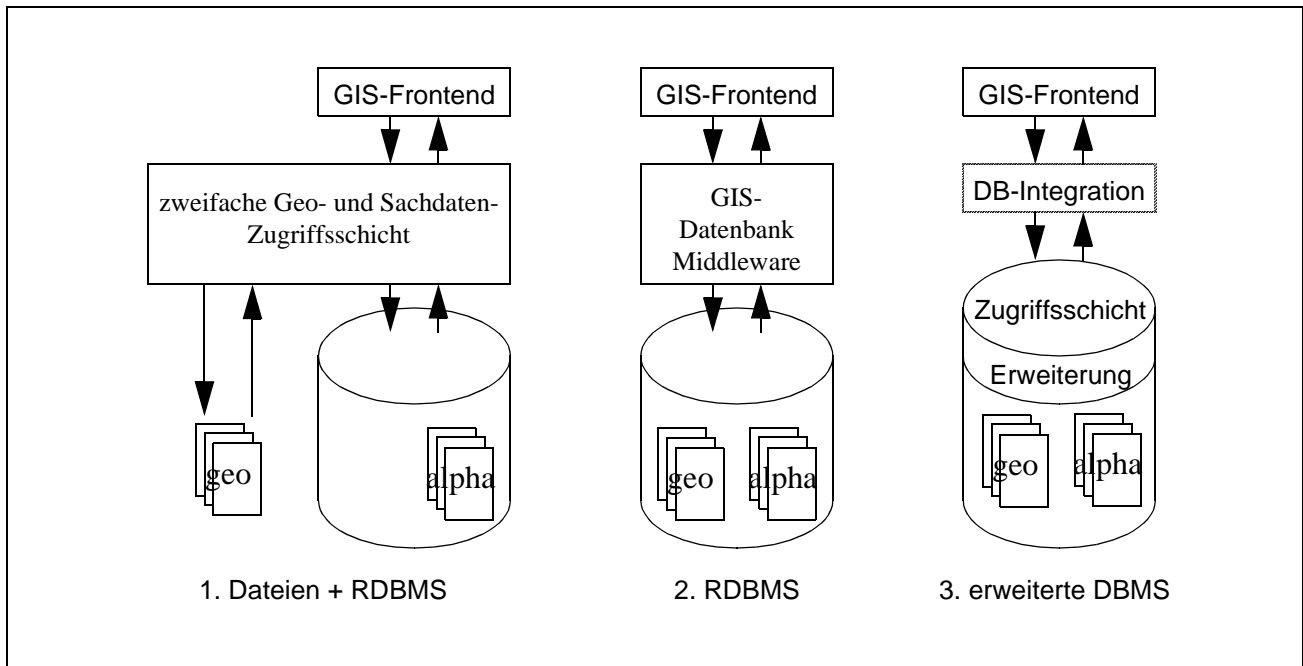 GIS-Frontend
zweifache Geo- und Sachdaten-
Zugriffsschicht
geo
alpha
1. Dateien + RDBMS
GIS-Frontend
GIS-
Datenbank
Middleware
geo
alpha
2. RDBMS
GIS-Frontend
DB-Integration
Zugriffsschicht
Erweiterung
geo
alpha
3. erweiterte DBMS